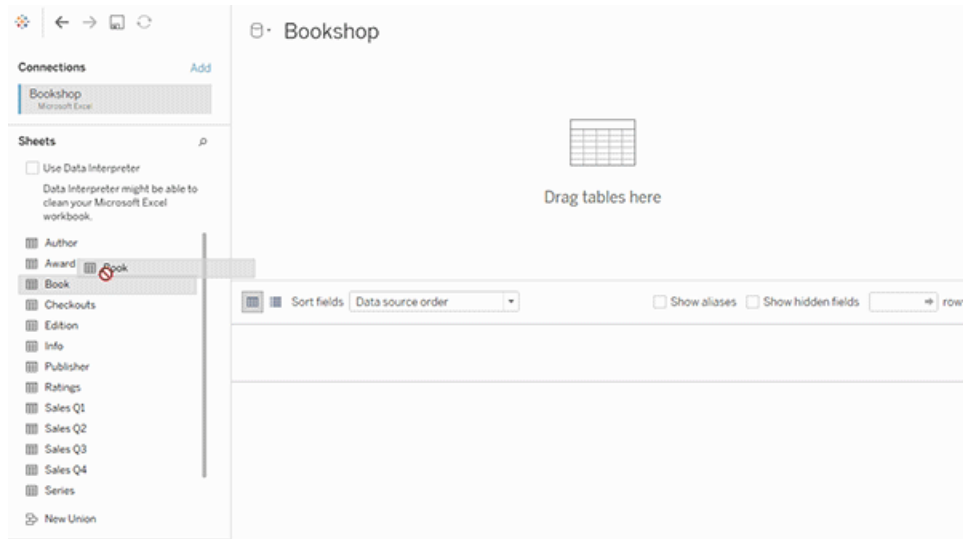 Bookshop
Connections
Add
Bookshop
Microsoft Excel
Sheets
Use Data Interpreter
Data Interpreter might be able to
clean your Microsoft Excel
workbook.
Author
Award
Book
Book
Checkouts
Edition
Info
Publisher
Ratings
Sales Q1
Sales Q2
Sales Q3
Sales Q4
Series
New Union
Drag tables here
Sort fields
Data source order
Show aliases
Show hidden fields
row